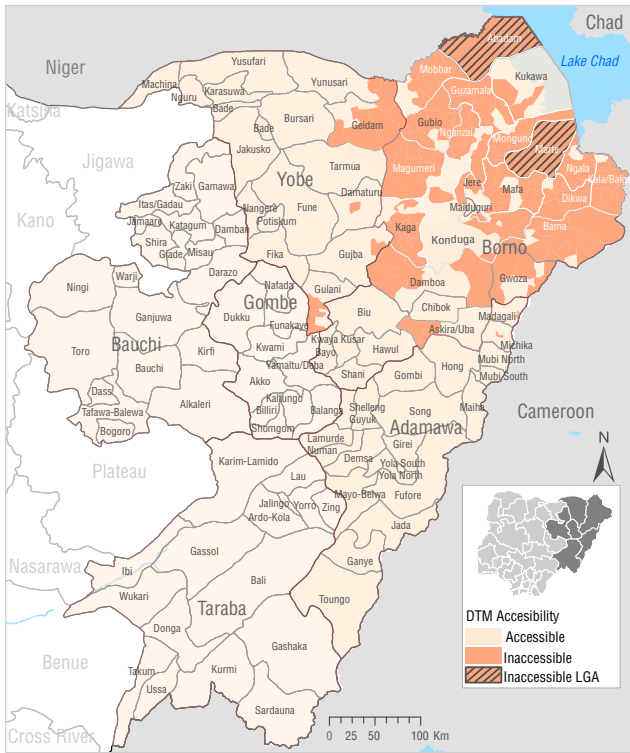 Chad
Niger
Lake Chad
Abadam
Yusufari
Mobbar
Kukawa
Machina
Yunusari
Karasuwa
Nguru
Guzamala
Katsina
Bade
Bursari
Geidam
Gubio
Bade
Nganzai
Monguno
Marte
Jigawa
Jakusko
Tarmua
Magumeri
Ngala
Kala/Balge
Zaki
Gamawa
Yobe
Jere
Mafa
Dikwa
Damaturu
Itas/Gadau
Nangere
Fune
Maiduguri
Kano
Jamaare
Katagum
Potiskum
Damban
Kaga
Bama
Shira
Konduga
Borno
Giade
Misau
Fika
Gujba
Darazo
Warji
Nafada
Gulani
Damboa
Gwoza
Ningi
Gombe
Dukku
Biu
Chibok
Madagali
Ganjuwa
Funakaye
Askira/Uba
Bauchi
Toro
Kirfi
Kwami
Kwaya Kusar
Bayo
Hawul
Michika
Mubi North
Yamaltu/Deba
Bauchi
Akko
Shani
Gombi
Hong
Mubi South
Dass
Kaltungo
Alkaleri
Tafawa-Balewa
Billiri
Balanga
Shelleng
Song
Maiha
Cameroon
Guyuk
Bogoro
Shomgom
Adamawa
Lamurde
Girei
Numan
N
Plateau
Karim-Lamido
Demsa
Yola South
Lau
Yola North
Mayo-Belwa
Fufore
Jalingo
Yorro
Zing
Ardo-Kola
Jada
Gassol
Nasarawa
Ibi
Ganye
Bali
Wukari
Toungo
Taraba
Donga
DTM Accesibility
Accessible
Gashaka
Inaccessible
Benue
Takum
Kurmi
Inaccessible LGA
Ussa
Sardauna
Cross River
0 25 50 100 Km